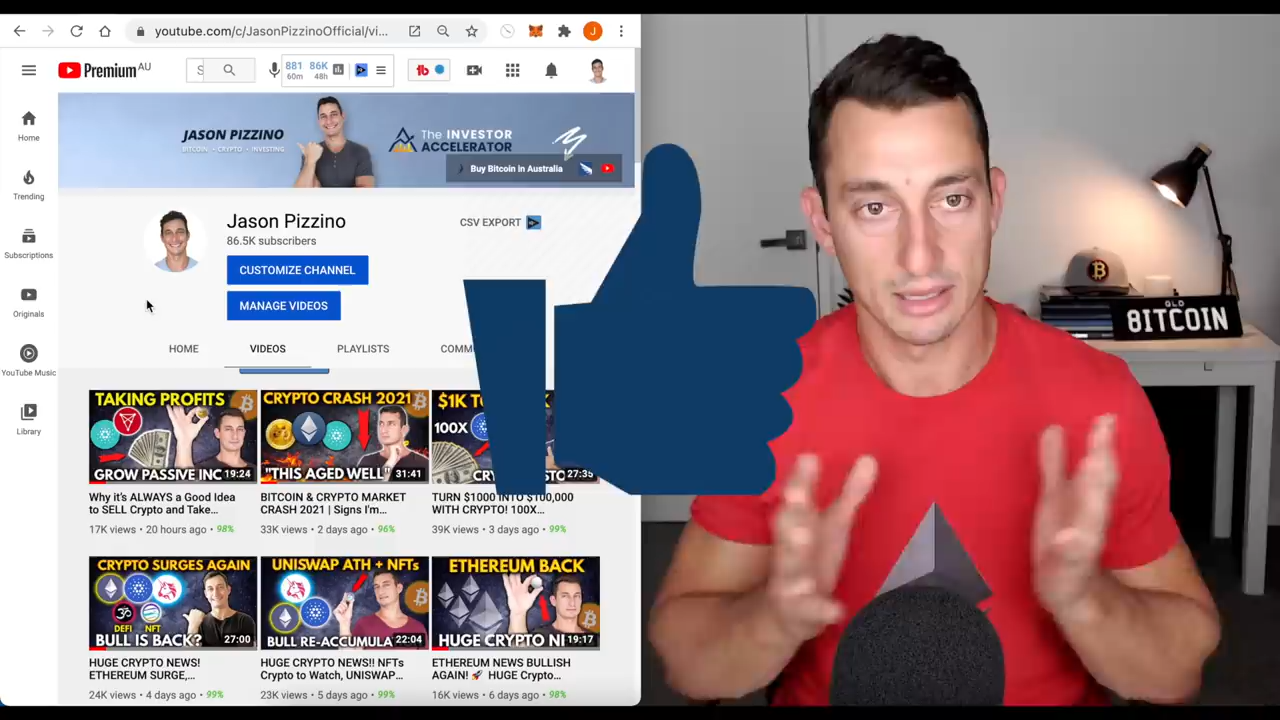 youtube.com/c/JasonPizzinoOfficial/vi...
J
Premium AU
S
881 86K
60m 48h
tb
JASON PIZZINO
BITCOIN • CRYPTO • INVESTING
The INVESTOR
ACCELERATOR
Buy Bitcoin in Australia
Home
Trending
Subscriptions
Originals
YouTube Music
Library
Jason Pizzino
86.5K subscribers
CSV EXPORT
CUSTOMIZE CHANNEL
MANAGE VIDEOS
HOME VIDEOS PLAYLISTS COMM
QLD
BITCOIN
TAKING PROFITS
GROW PASSIVE INC 19:24
Why it's ALWAYS a Good Idea
to SELL Crypto and Take...
17K views • 20 hours ago • 98%
CRYPTO CRASH 2021
"THIS AGED WELL" 31:41
BITCOIN & CRYPTO MARKET
CRASH 2021 | Signs I'm...
33K views • 2 days ago • 96%
$1K
100X
27:35
TURN $1000 INTO $100,000
WITH CRYPTO! 100X...
39K views • 3 days ago • 99%
CRYPTO SURGES AGAIN
DEFI NFT
BULL IS BACK? 27:00
HUGE CRYPTO NEWS!
ETHEREUM SURGE,...
24K views • 4 days ago • 99%
UNISWAP ATH + NFTs
BULL RE-ACCUMULA 22:04
HUGE CRYPTO NEWS!! NFTs
Crypto to Watch, UNISWAP...
23K views • 5 days ago • 99%
ETHEREUM BACK
HUGE CRYPTO NE 19:17
ETHEREUM NEWS BULLISH
AGAIN! 🚀 HUGE Crypto...
16K views • 6 days ago • 98%